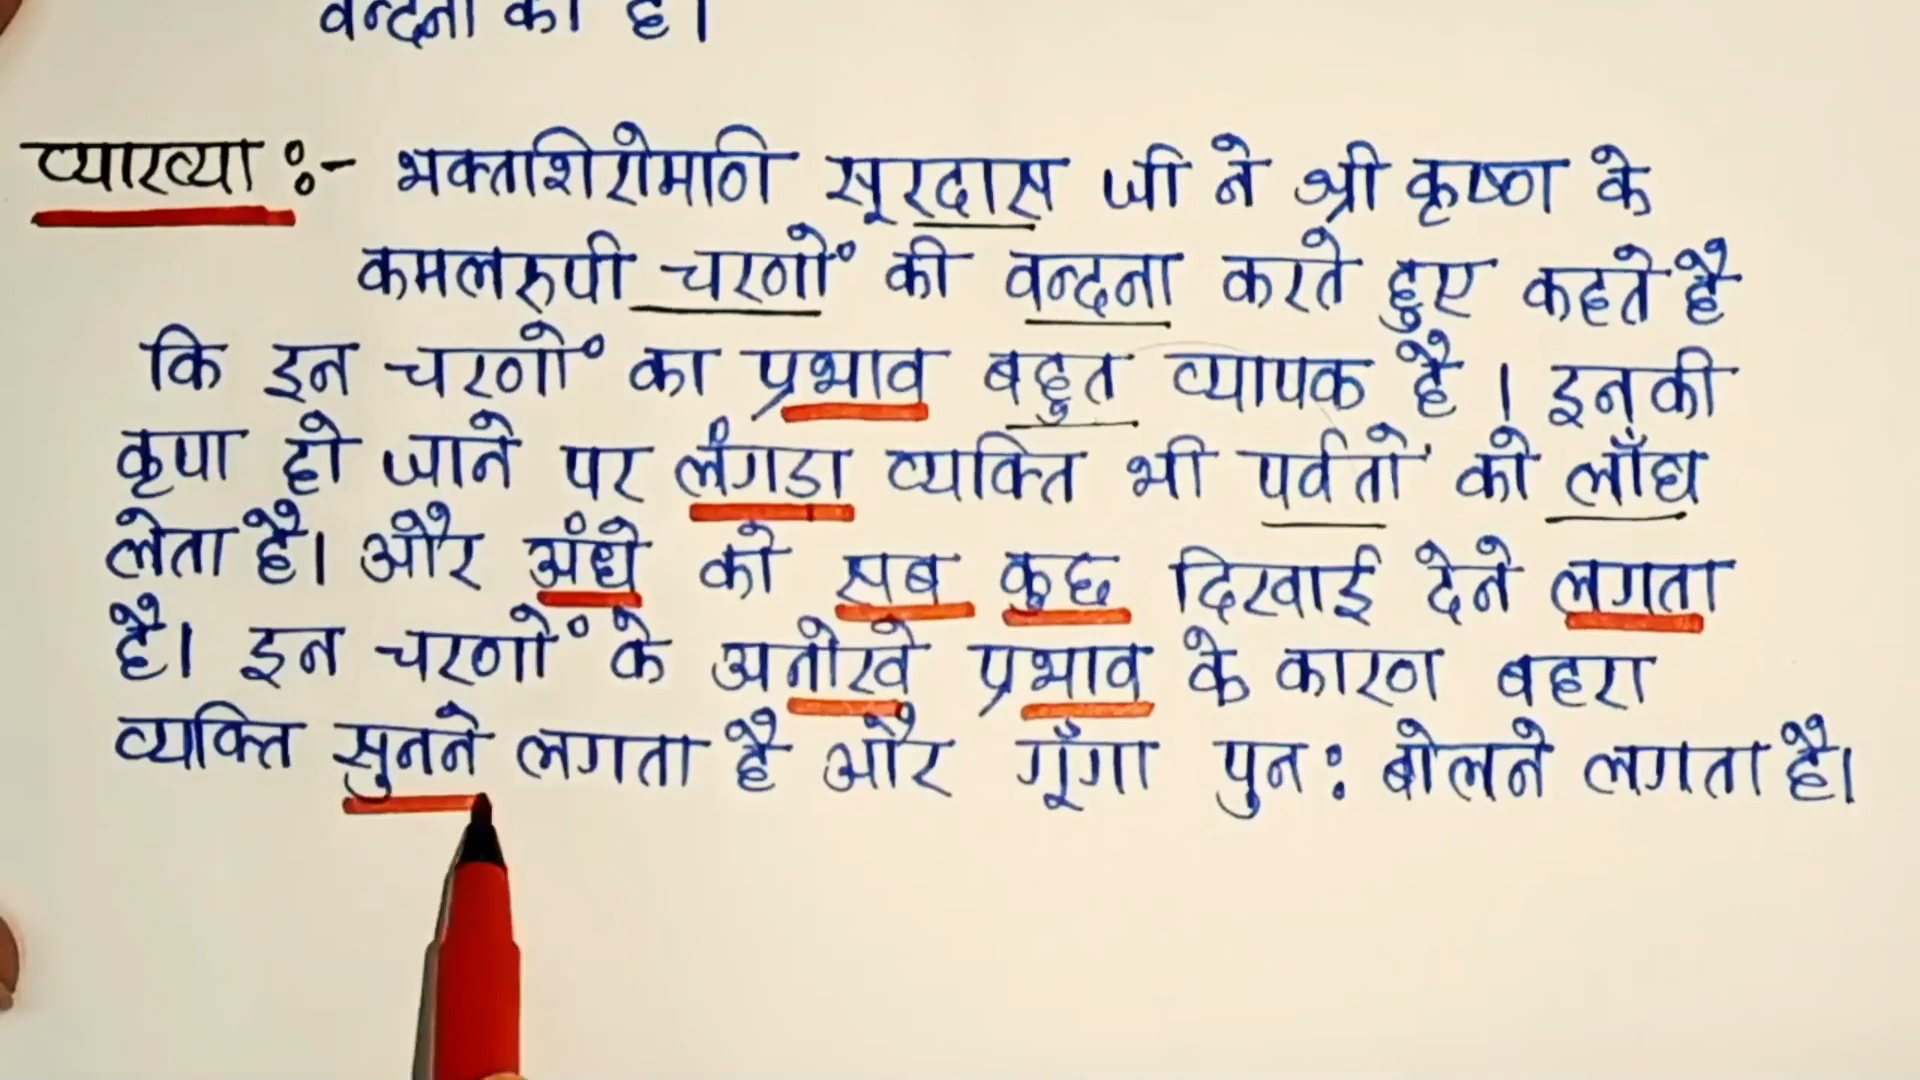 वन्दना की है।
व्याख्या :- भक्तशिरोमणि सूरदास जी ने श्री कृष्ण के
कमलरुपी चरणों की वन्दना करते हुए कहते है
कि इन चरणों का प्रभाव बहुत व्यापक है। इनकी
कृपा हो जाने पर लंगडा व्यक्ति भी पर्वतों को लाँघ
लेता है। और अंधे को सब कुछ दिखाई देने लगता
है। इन चरणों के अनोखे प्रभाव के कारण बहरा
व्यक्ति सुनने लगता है और गूँगा पुन: बोलने लगता है।